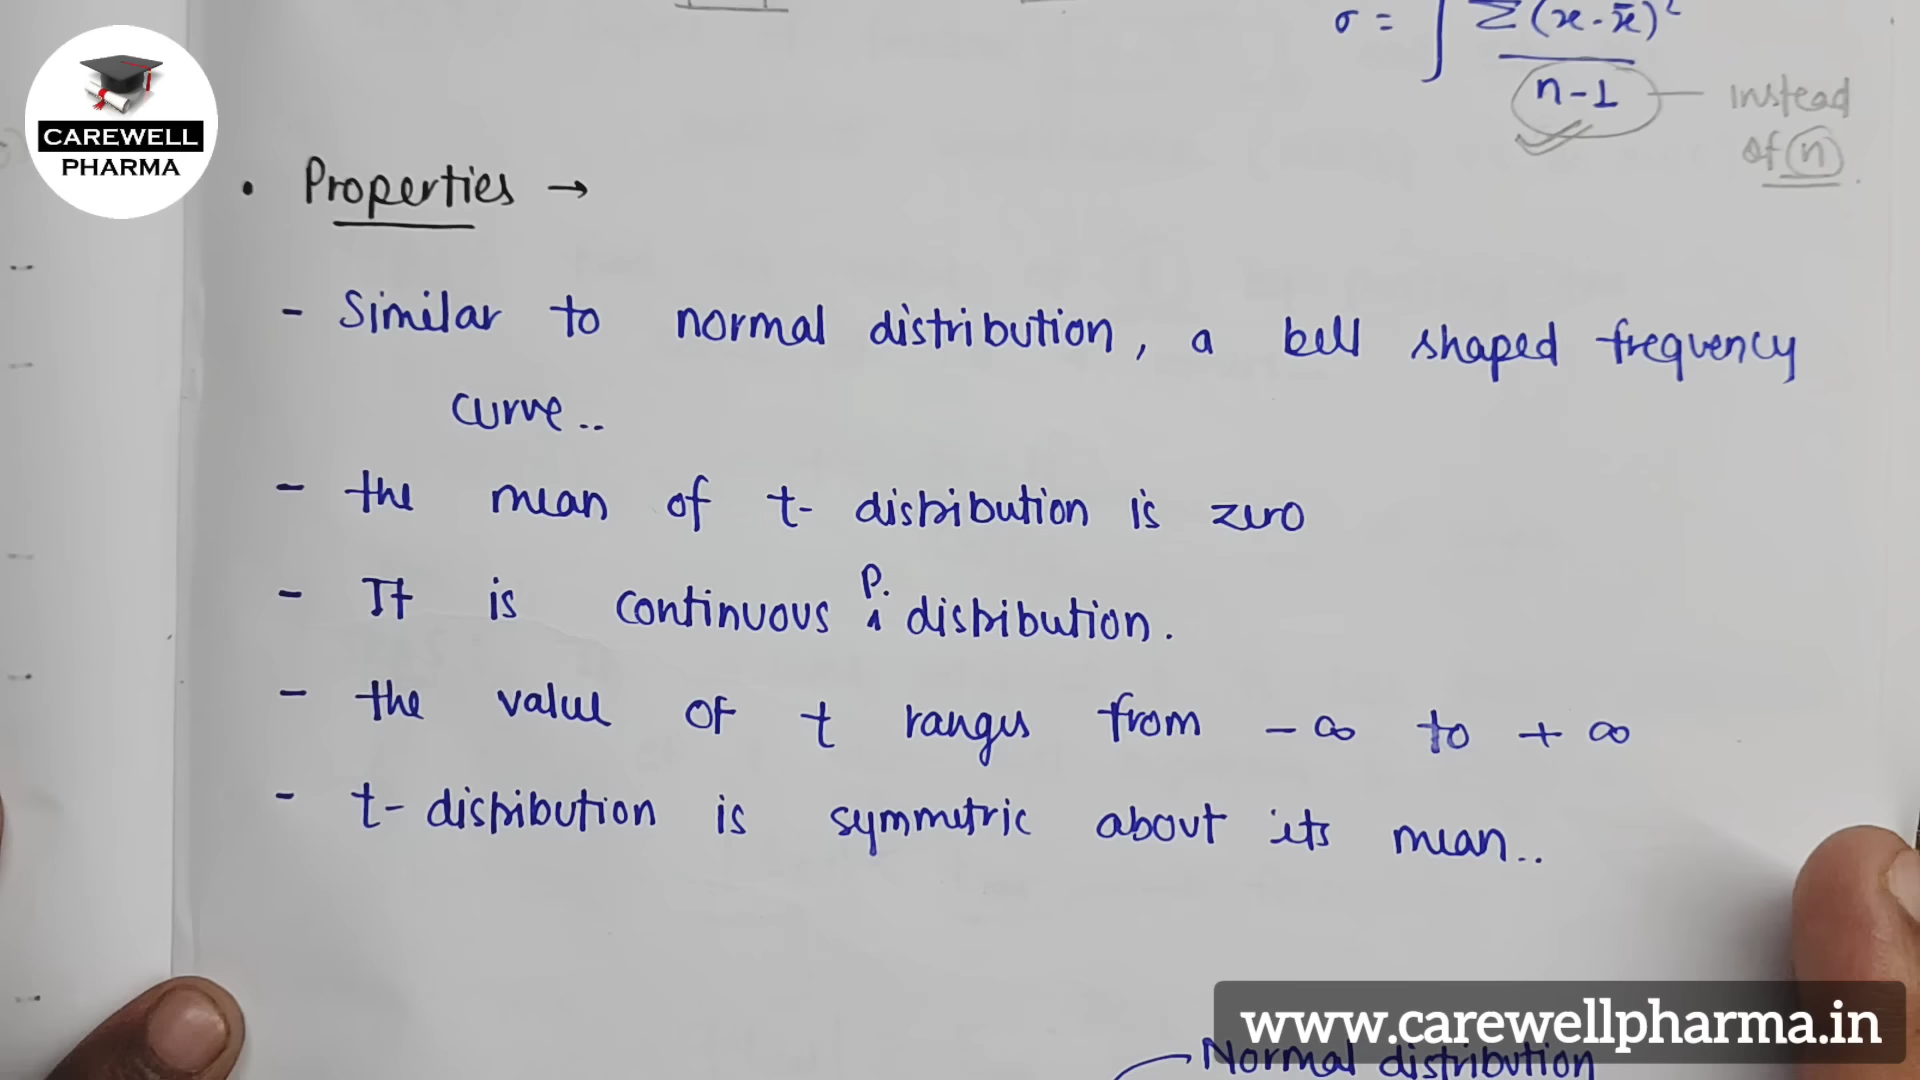 σ = √ Σ(x-x̄)²
n-1 — instead
of n
CAREWELL
PHARMA
• Properties →
- Similar to normal distribution, a bell shaped frequency
curve..
- the mean of t- distribution is zero
- It is continuous P. distribution.
- the value of t ranges from -∞ to +∞
- t- distribution is symmetric about its mean..
www.carewellpharma.in
Normal distribution